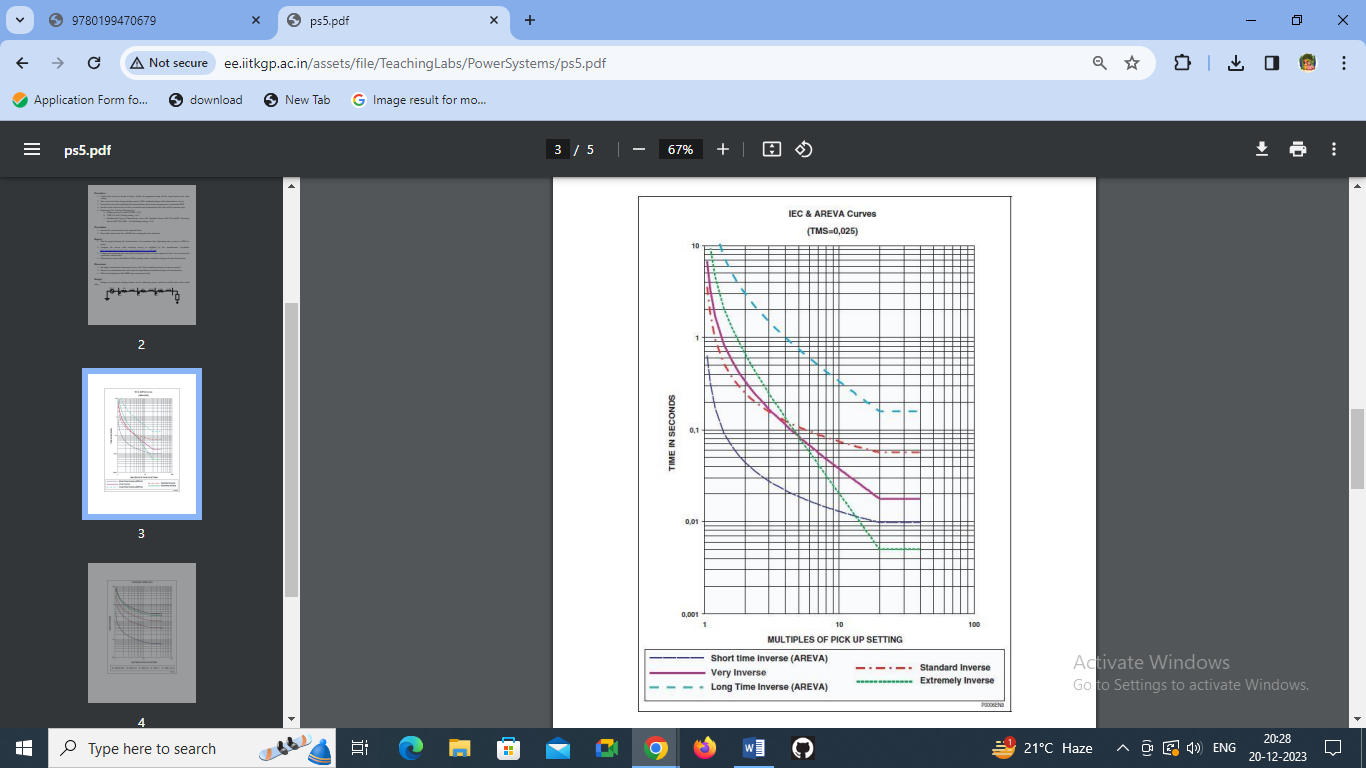 9780199470679
ps5.pdf
Not secure
ee.iitkgp.ac.in/assets/file/TeachingLabs/PowerSystems/ps5.pdf
Application Form fo...
download
New Tab
Image result for mo...
ps5.pdf
3 / 5
67%
2
3
4
IEC & AREVA Curves
(TMS=0,025)
10
1
0,1
0,01
0,001
TIME IN SECONDS
1
10
100
MULTIPLES OF PICK UP SETTING
Short time inverse (AREVA)
Very Inverse
Long Time Inverse (AREVA)
Standard Inverse
Extremely Inverse
P0006ENB
Activate Windows
Go to Settings to activate Windows.
Type here to search
1
21°C Haze
ENG
20:28
20-12-2023